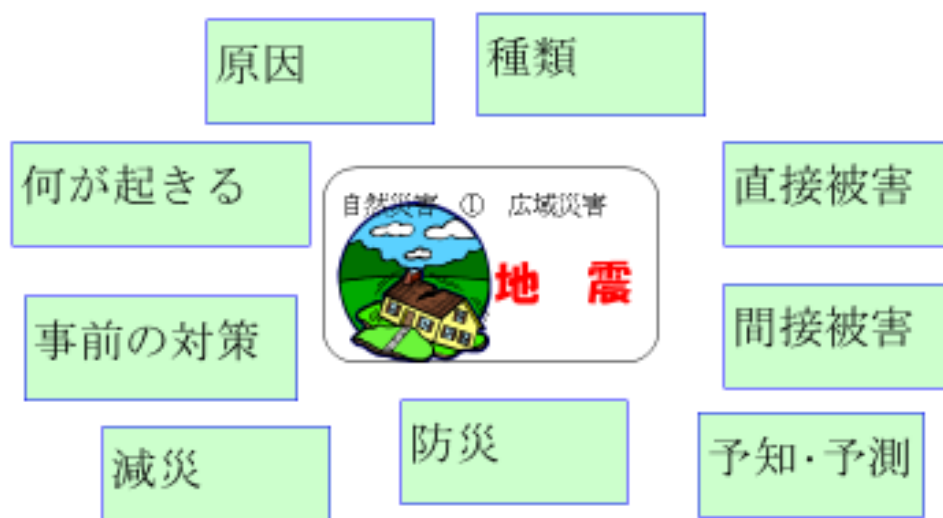 原因
種類
何が起きる
自然災害　①　広域災害
地　震
直接被害
事前の対策
間接被害
減災
防災
予知・予測